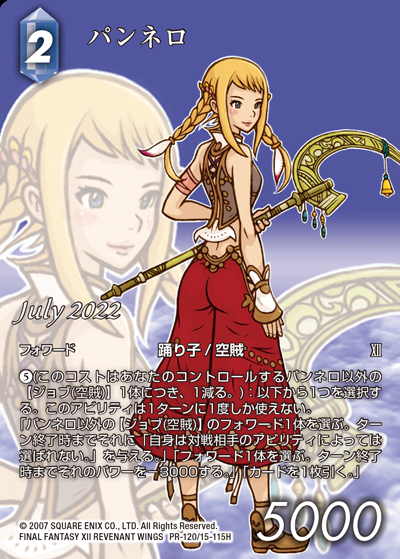 2
パンネロ
July 2022
フォワード 踊り子/空賊 XII
⑤(このコストはあなたのコントロールするパンネロ以外の
【ジョブ(空賊)】1体につき、1減る。):以下から1つを選択す
る。このアビリティは1ターンに1度しか使えない。
「パンネロ以外の【ジョブ(空賊)】のフォワード1体を選ぶ。ター
ン終了時までそれに「自身は対戦相手のアビリティによっては
選ばれない。」を与える。」「フォワード1体を選ぶ。ターン終了
時までそのパワーを−3000する。」「カードを1枚引く。」
© 2007 SQUARE ENIX CO., LTD. All Rights Reserved.
FINAL FANTASY XII REVENANT WINGS PR-120/15-115H
5000